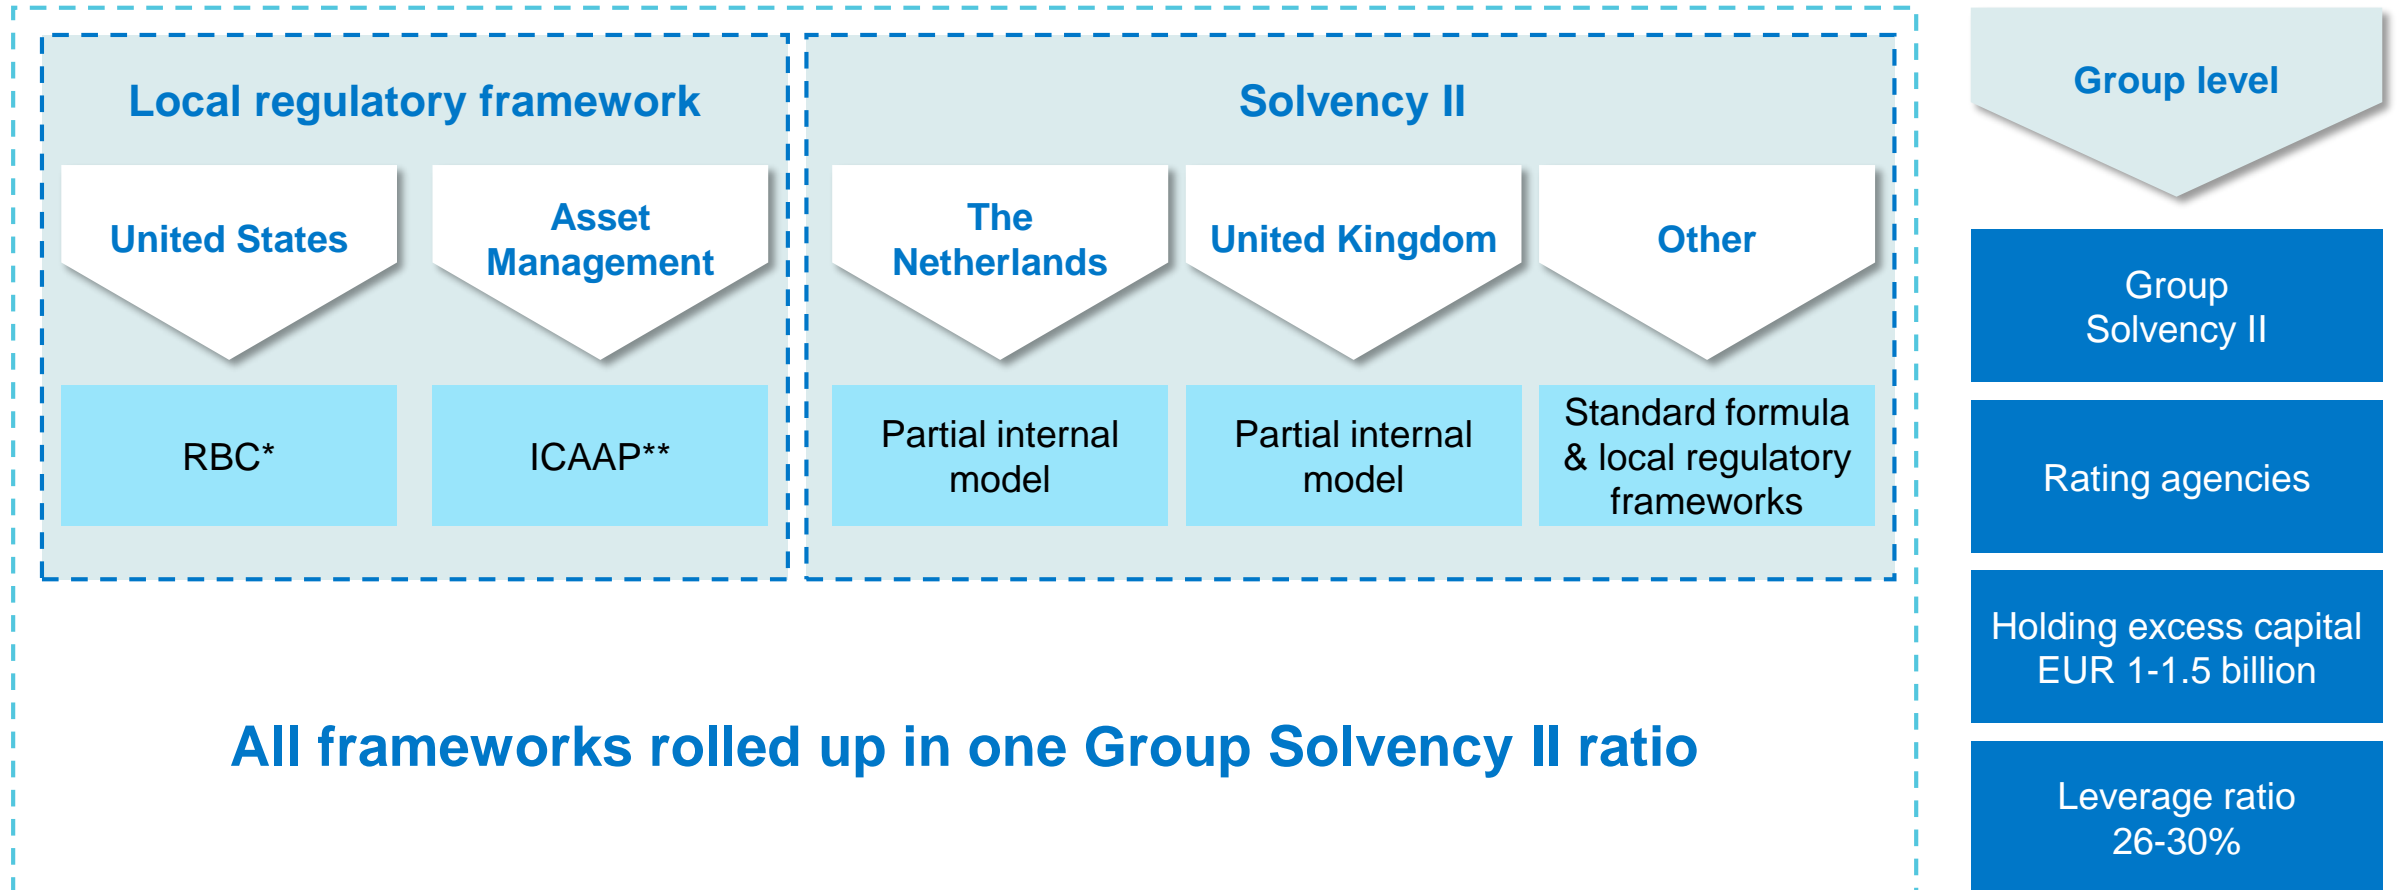 Local regulatory framework
United States
RBC*
Asset
Management
ICAAP**
Solvency II
The
Netherlands
Partial internal
model
United Kingdom
Partial internal
model
Other
Standard formula
& local regulatory
frameworks
All frameworks rolled up in one Group Solvency II ratio
Group level
Group
Solvency II
Rating agencies
Holding excess capital
EUR 1-1.5 billion
Leverage ratio
26-30%